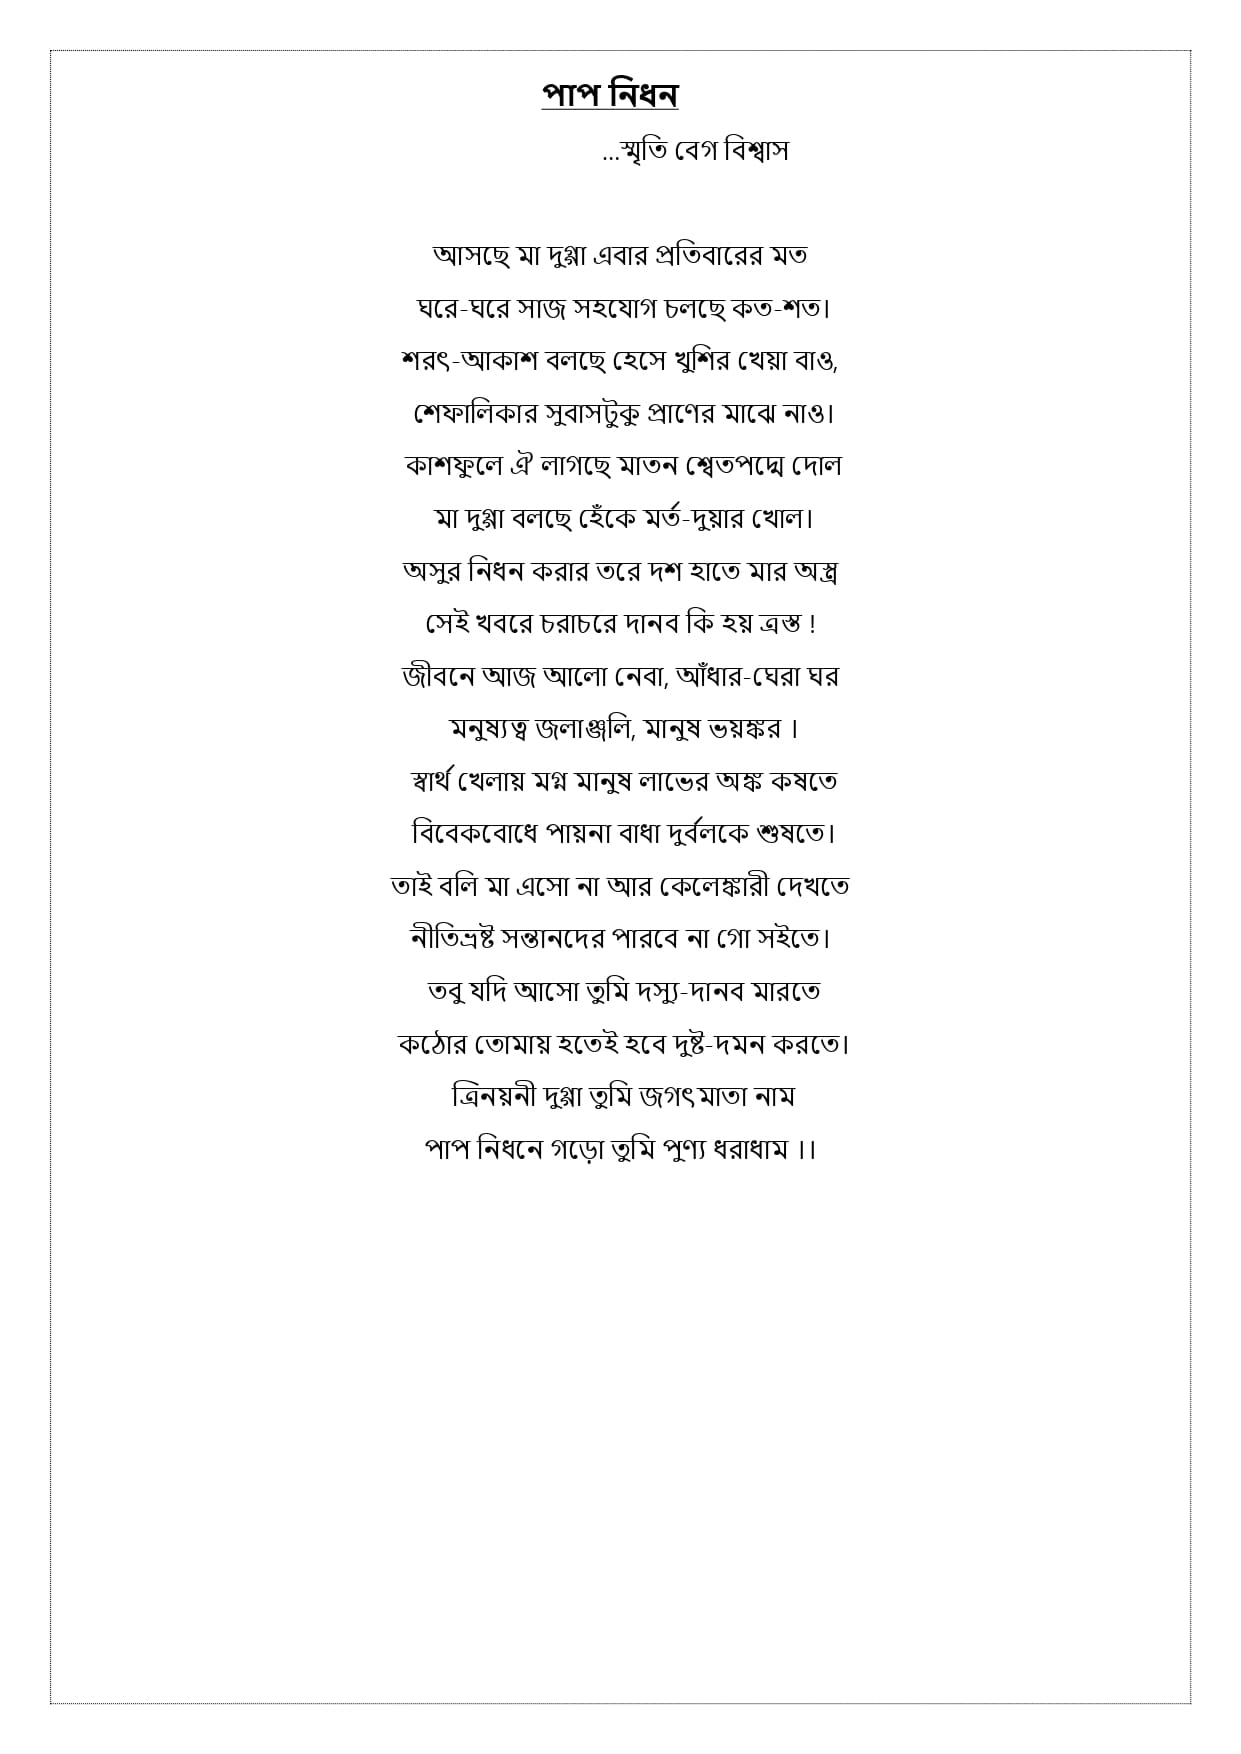 পাপ নিধন
...স্মৃতি বেগ বিশ্বাস
আসছে মা দুগ্গা এবার প্রতিবারের মত
ঘরে-ঘরে সাজ সহযোগ চলছে কত-শত।
শরৎ-আকাশ বলছে হেসে খুশির খেয়া বাও,
শেফালিকার সুবাসটুকু প্রাণের মাঝে নাও।
কাশফুলে ঐ লাগছে মাতন শ্বেতপদ্মে দোল
মা দুগ্গা বলছে হেঁকে মর্ত-দুয়ার খোল।
অসুর নিধন করার তরে দশ হাতে মার অস্ত্র
সেই খবরে চরাচরে দানব কি হয় ত্রস্ত !
জীবনে আজ আলো নেবা, আঁধার-ঘেরা ঘর
মনুষ্যত্ব জলাঞ্জলি, মানুষ ভয়ঙ্কর ।
স্বার্থ খেলায় মগ্ন মানুষ লাভের অঙ্ক কষতে
বিবেকবোধে পায়না বাধা দুর্বলকে শুষতে।
তাই বলি মা এসো না আর কেলেঙ্কারী দেখতে
নীতিভ্রষ্ট সন্তানদের পারবে না গো সইতে।
তবু যদি আসো তুমি দস্যু-দানব মারতে
কঠোর তোমায় হতেই হবে দুষ্ট-দমন করতে।
ত্রিনয়নী দুগ্গা তুমি জগৎমাতা নাম
পাপ নিধনে গড়ো তুমি পুণ্য ধরাধাম ।।